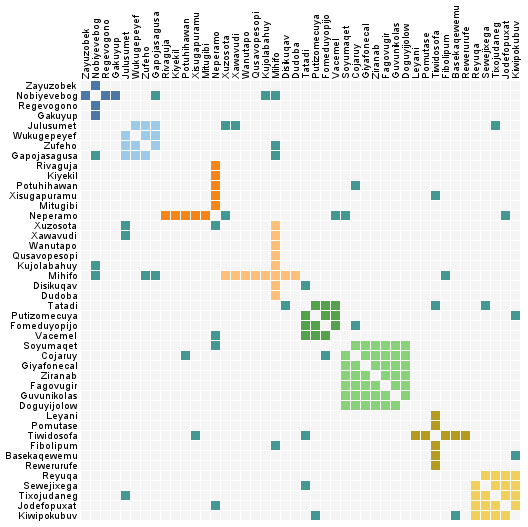 Zayuzobek
Nobiyevebog
Regevogono
Gakuyup
Julusumet
Wukugepeyef
Zufeho
Gapojasagusa
Rivaguja
Kiyekil
Potuhihawan
Xisugapuramu
Mitugibi
Neperamo
Xuzosota
Xawavudi
Wanutapo
Qusavopesopi
Kujolabahuy
Mihifo
Disikuqav
Dudoba
Tatadi
Putizomecuya
Fomeduyopijo
Vacemel
Soyumaqet
Cojaruy
Giyafonecal
Ziranab
Fagovugir
Guvunikolas
Doguyijolow
Leyani
Pomutase
Tiwidosofa
Fibolipum
Basekaqewemu
Rewerurufe
Reyuqa
Sewejixega
Tixojudaneg
Jodefopuxat
Kiwipokubuv
Zayuzobek
Nobiyevebog
Regevogono
Gakuyup
Julusumet
Wukugepeyef
Zufeho
Gapojasagusa
Rivaguja
Kiyekil
Potuhihawan
Xisugapuramu
Mitugibi
Neperamo
Xuzosota
Xawavudi
Wanutapo
Qusavopesopi
Kujolabahuy
Mihifo
Disikuqav
Dudoba
Tatadi
Putizomecuya
Fomeduyopijo
Vacemel
Soyumaqet
Cojaruy
Giyafonecal
Ziranab
Fagovugir
Guvunikolas
Doguyijolow
Leyani
Pomutase
Tiwidosofa
Fibolipum
Basekaqewemu
Rewerurufe
Reyuqa
Sewejixega
Tixojudaneg
Jodefopuxat
Kiwipokubuv